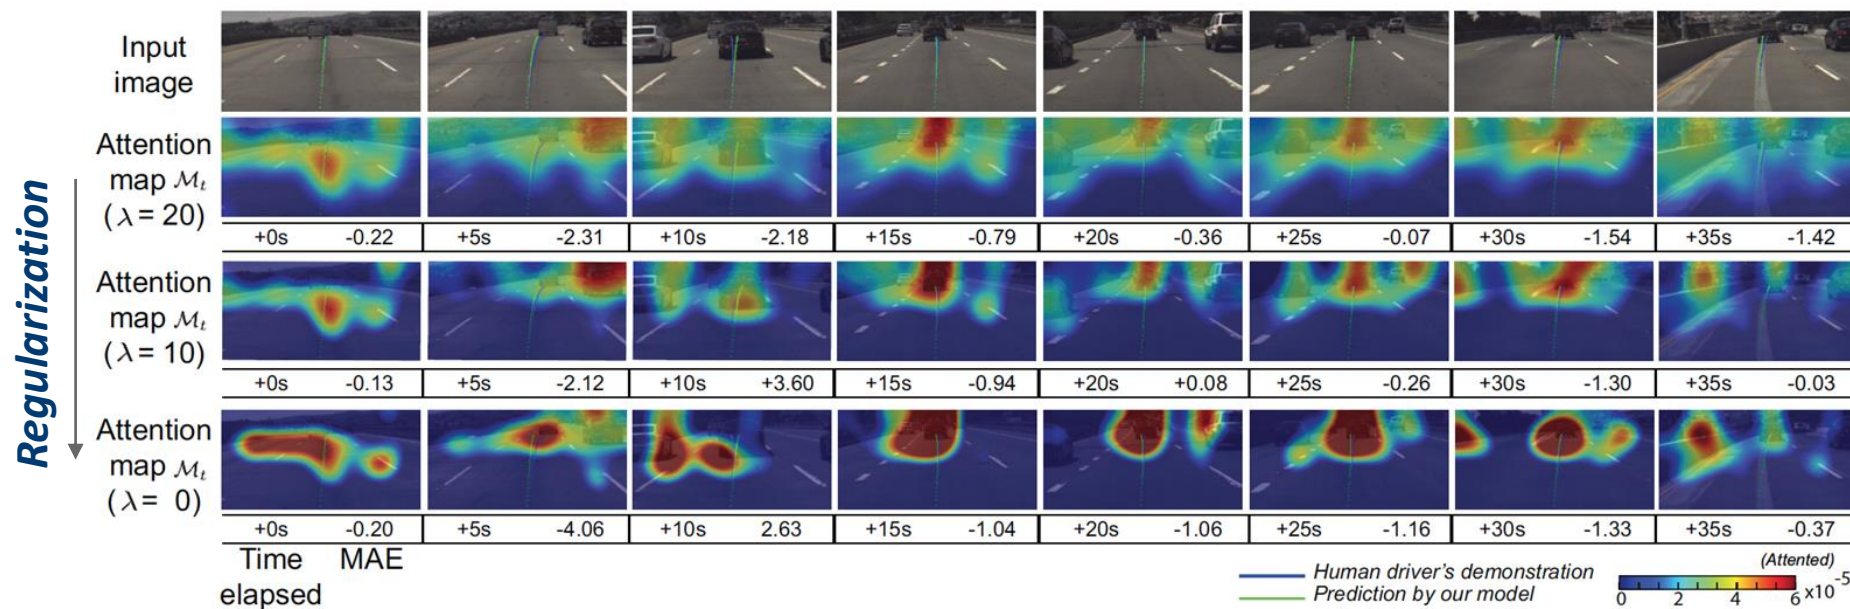 Input
image
Attention
map ℳt
(λ= 20)
+0s -0.22 +5s -2.31 +10s -2.18 +15s -0.79 +20s -0.36 +25s -0.07 +30s -1.54 +35s -1.42
Regularization
Attention
map ℳt
(λ= 10)
+0s -0.13 +5s -2.12 +10s +3.60 +15s -0.94 +20s +0.08 +25s -0.26 +30s -1.30 +35s -0.03
Attention
map ℳt
(λ= 0)
+0s -0.20 +5s -4.06 +10s 2.63 +15s -1.04 +20s -1.06 +25s -1.16 +30s -1.33 +35s -0.37
Time MAE
elapsed
Human driver's demonstration
Prediction by our model
(Attented)
0 2 4 6 x10-5